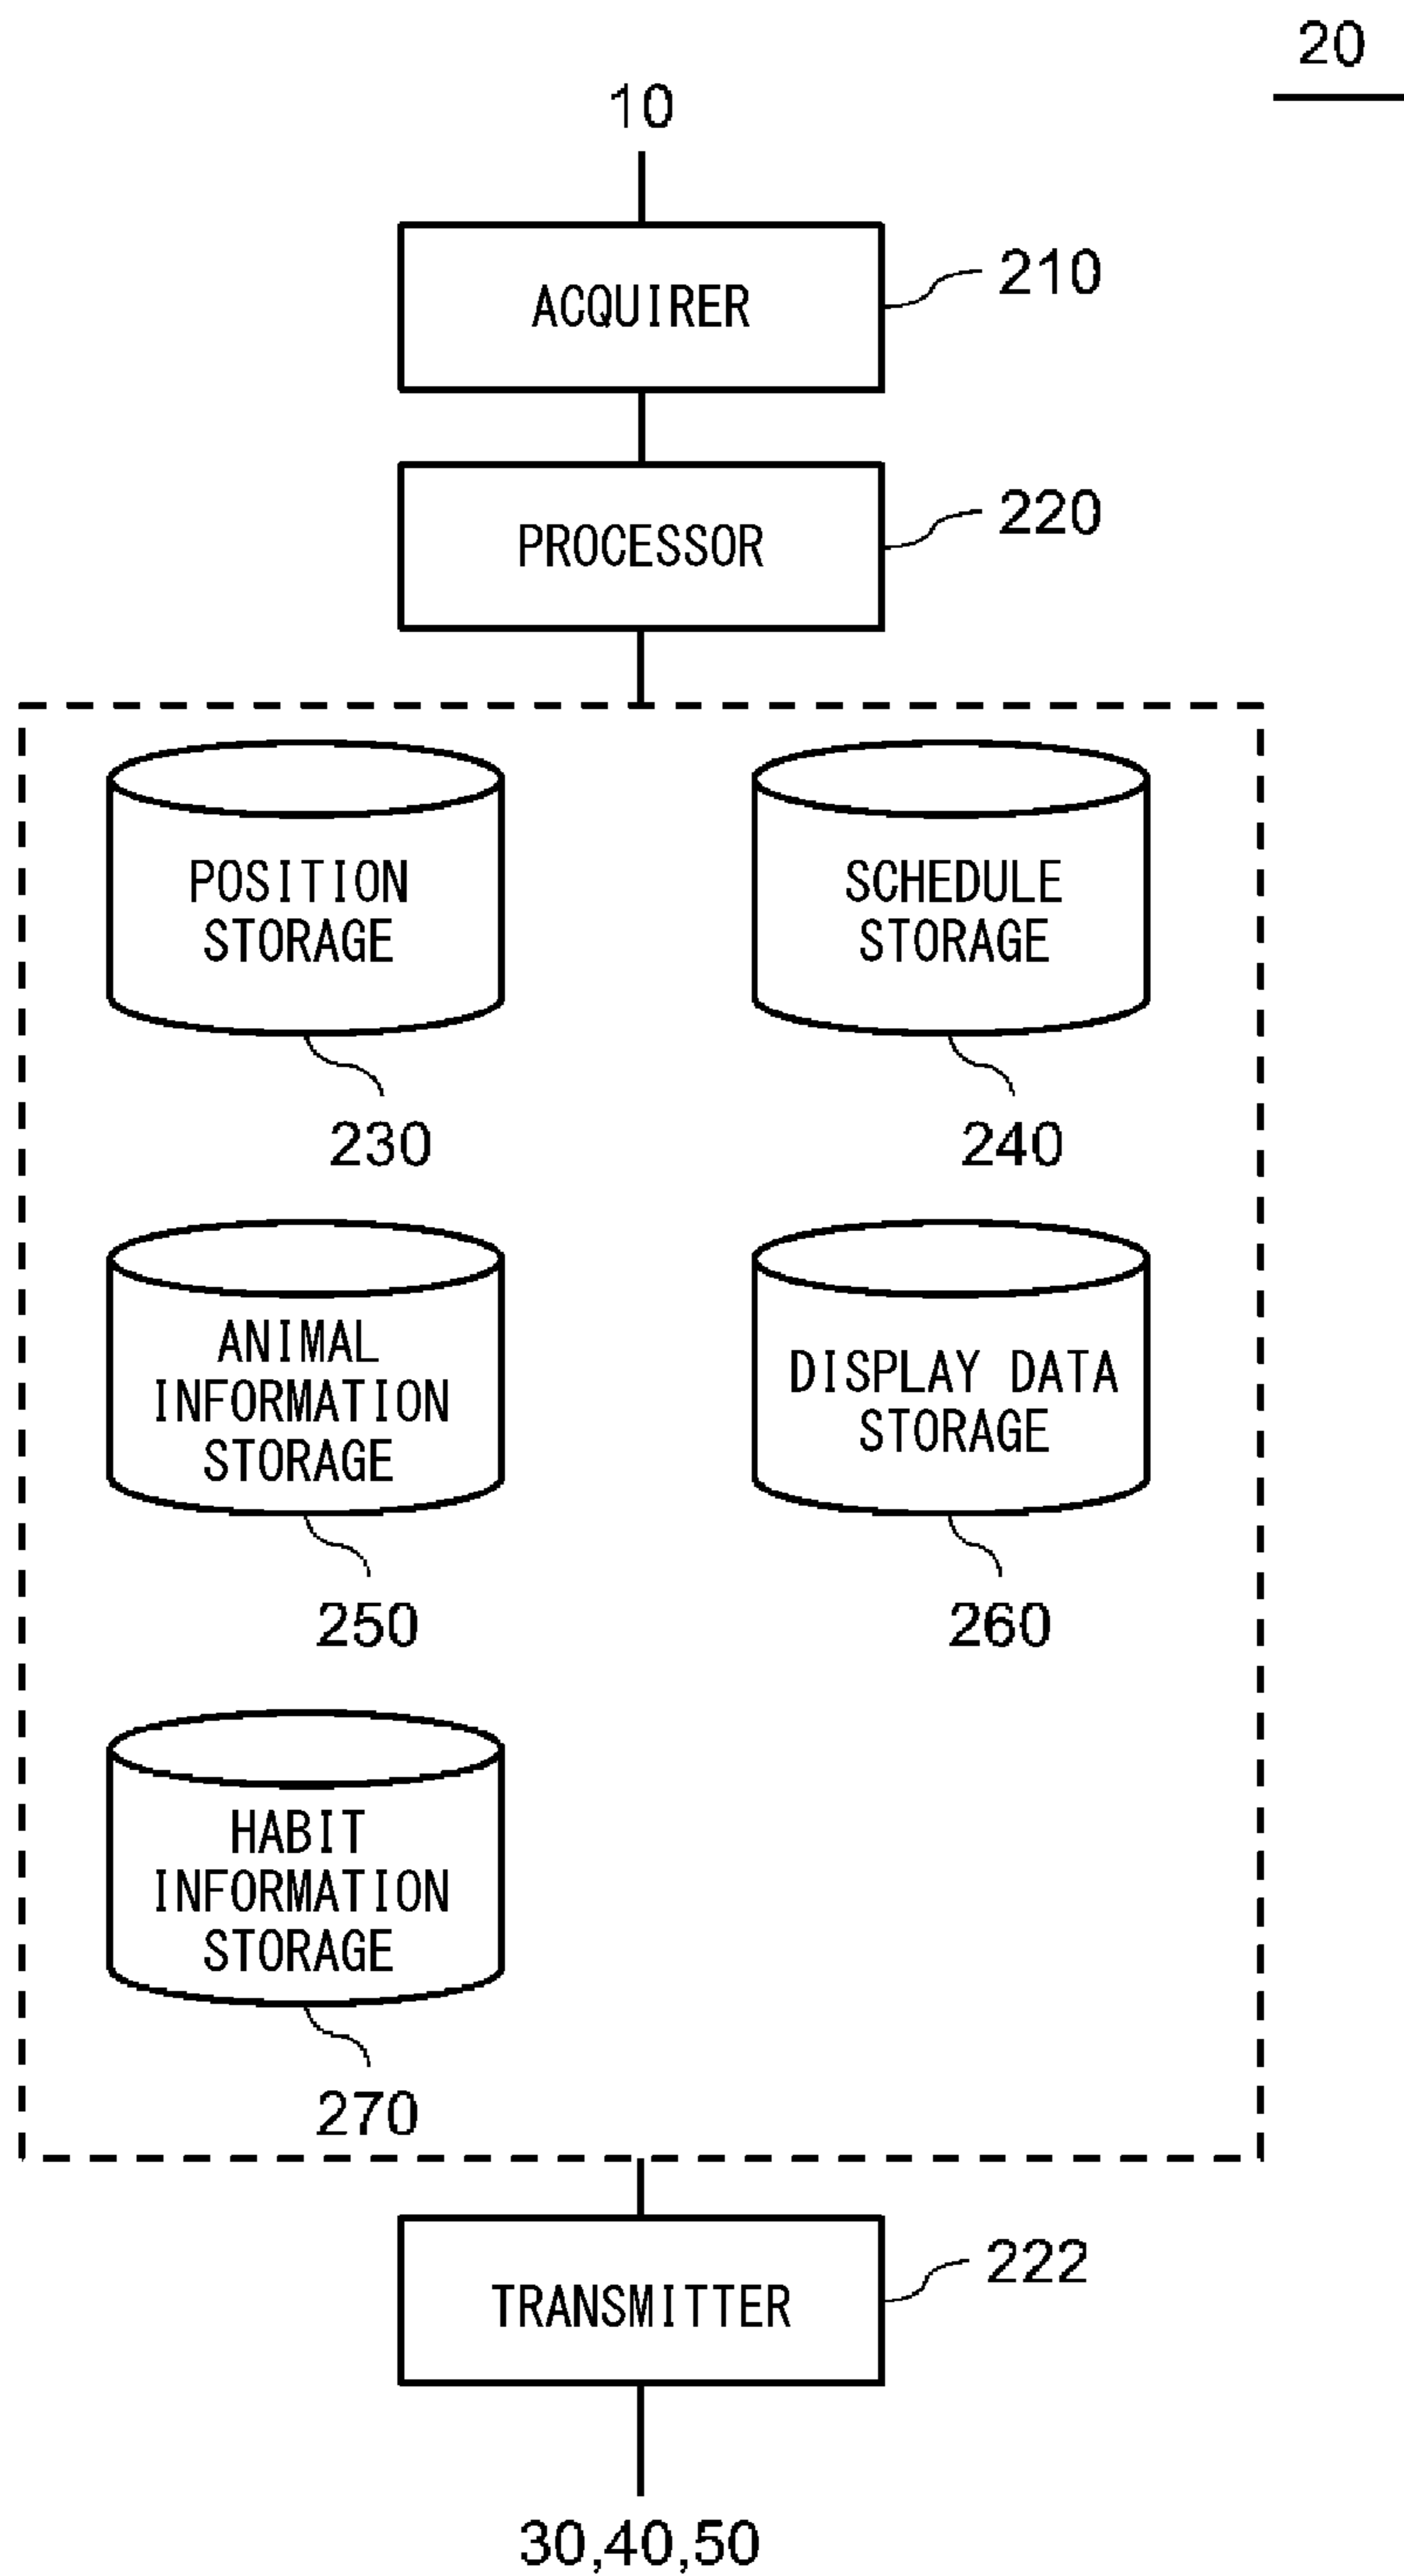 20
10
ACQUIRER
210
PROCESSOR
220
POSITION
STORAGE
230
SCHEDULE
STORAGE
240
ANIMAL
INFORMATION
STORAGE
250
DISPLAY DATA
STORAGE
260
HABIT
INFORMATION
STORAGE
270
TRANSMITTER
222
30,40,50